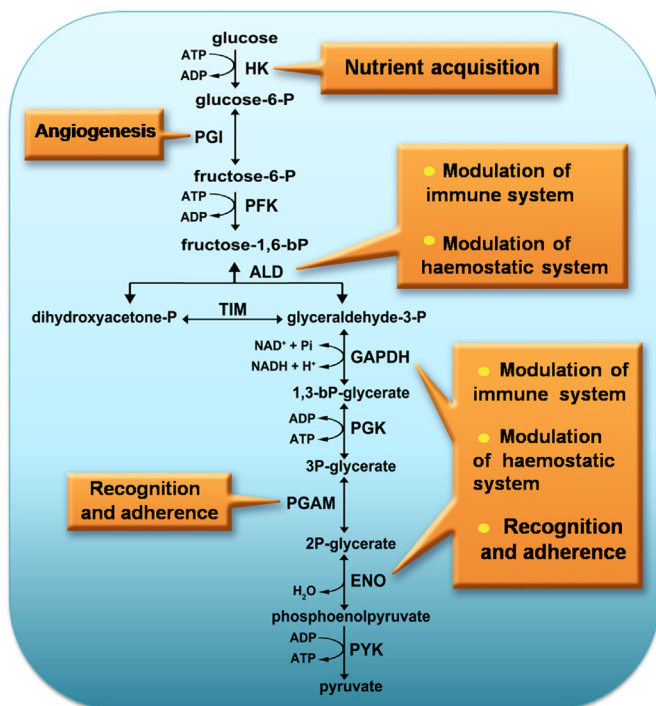 glucose
ATP
ADP
HK
Nutrient acquisition
glucose-6-P
Angiogenesis
PGI
fructose-6-P
ATP
ADP
PFK
fructose-1,6-bP
Modulation of
immune system
Modulation of
haemostatic system
ALD
dihydroxyacetone-P
TIM
glyceraldehyde-3-P
NAD⁺ + Pi
NADH + H⁺
GAPDH
1,3-bP-glycerate
Modulation of
immune system
Modulation
of haemostatic
system
Recognition
and adherence
ADP
ATP
PGK
3P-glycerate
Recognition
and adherence
PGAM
2P-glycerate
H₂O
ENO
phosphoenolpyruvate
ADP
ATP
PYK
pyruvate